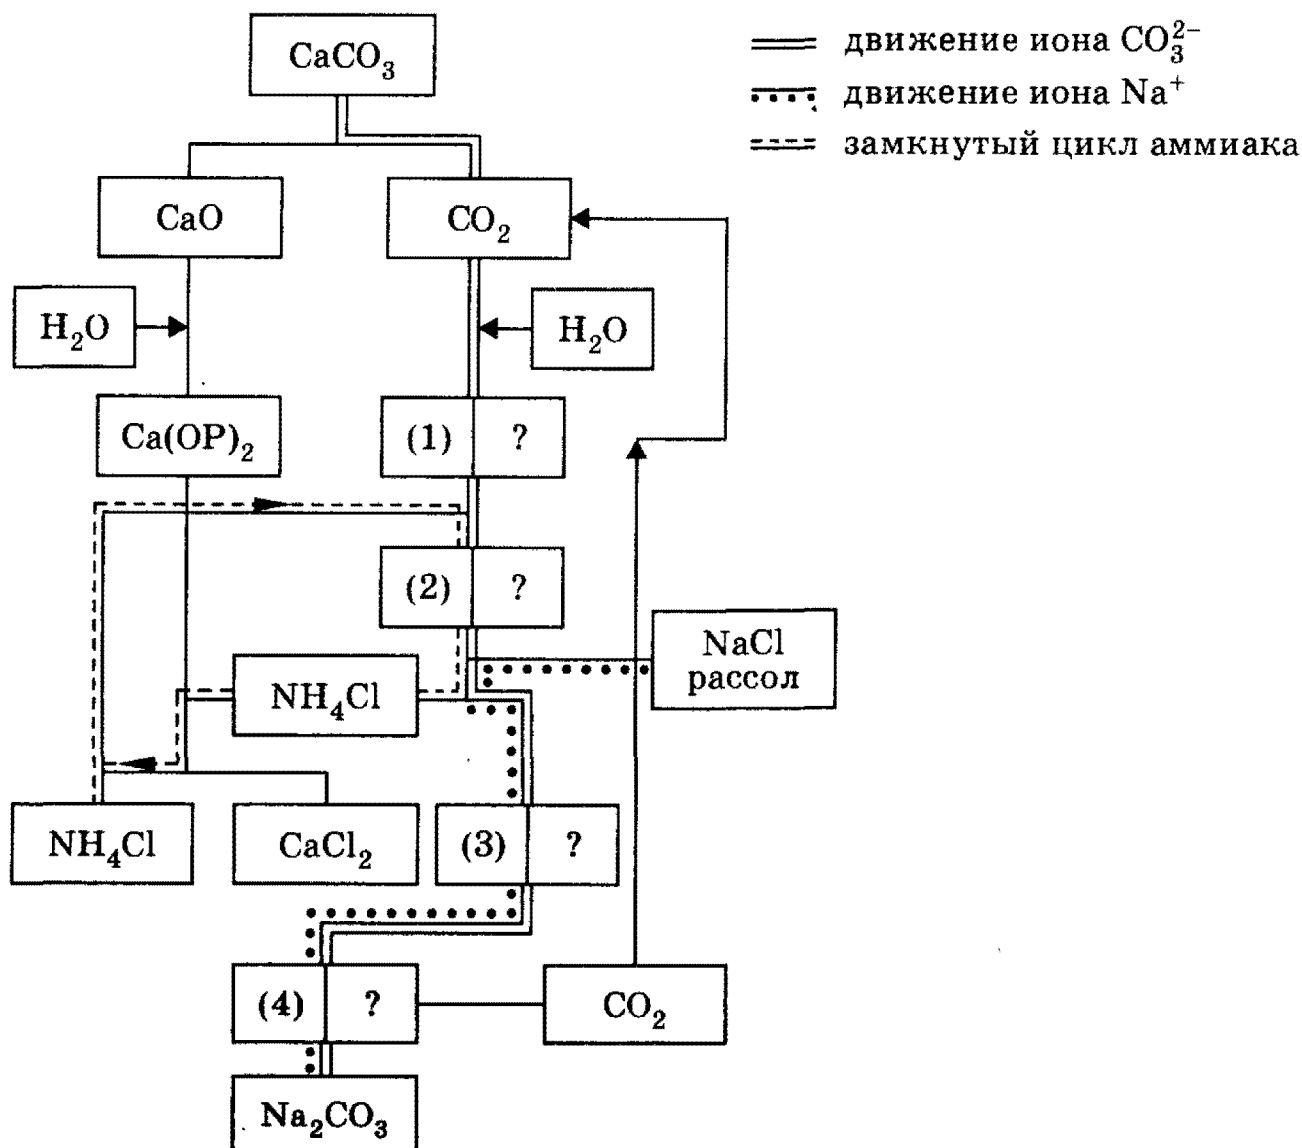 CaCO₃
══ движение иона CO₃²⁻
движение иона Na⁺
замкнутый цикл аммиака
CaO
CO₂
H₂O
H₂O
Ca(OP)₂
(1) ?
(2) ?
NaCl
рассол
NH₄Cl
NH₄Cl
CaCl₂
(3) ?
(4) ?
CO₂
Na₂CO₃